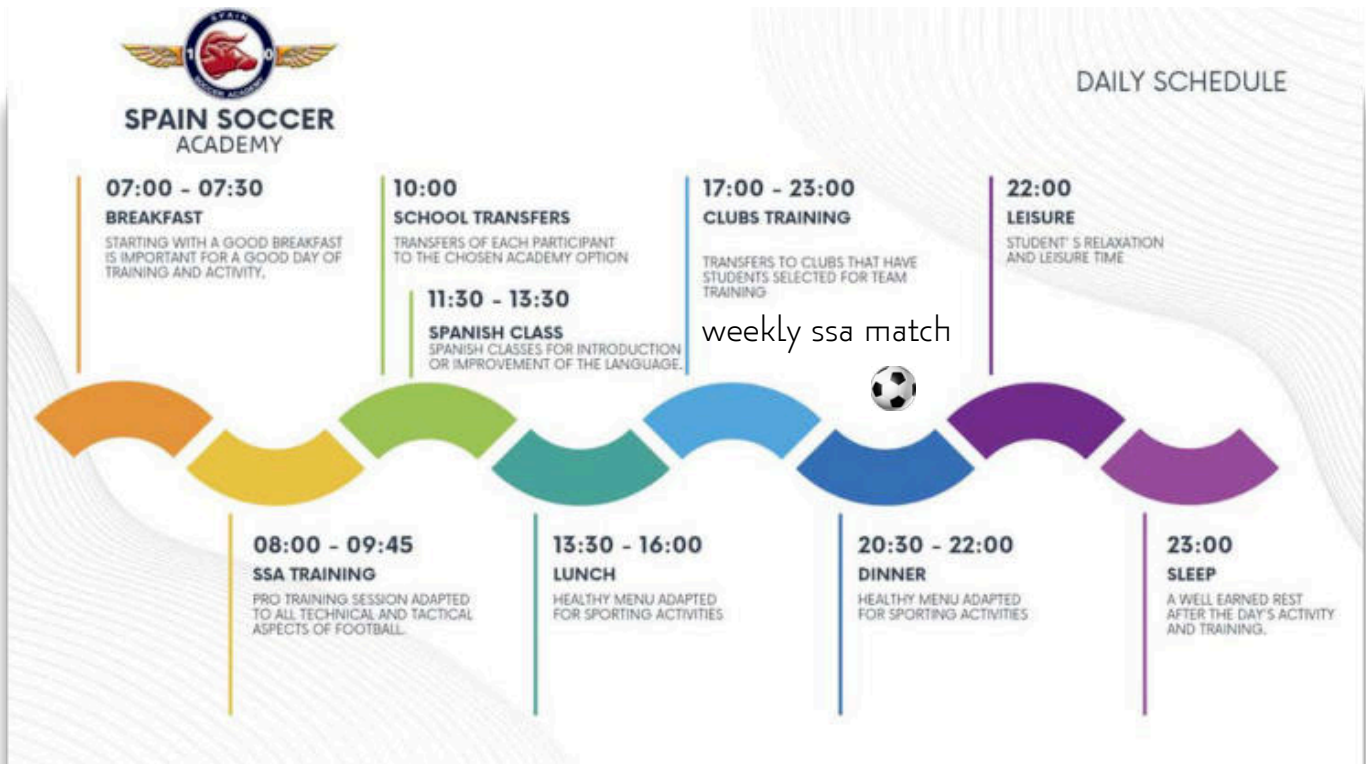 SPAIN
1 0
SOCCER ACADEMY
SPAIN SOCCER
ACADEMY
DAILY SCHEDULE
07:00 - 07:30
BREAKFAST
STARTING WITH A GOOD BREAKFAST
IS IMPORTANT FOR A GOOD DAY OF
TRAINING AND ACTIVITY.
10:00
SCHOOL TRANSFERS
TRANSFERS OF EACH PARTICIPANT
TO THE CHOSEN ACADEMY OPTION
11:30 - 13:30
SPANISH CLASS
SPANISH CLASSES FOR INTRODUCTION
OR IMPROVEMENT OF THE LANGUAGE.
17:00 - 23:00
CLUBS TRAINING
TRANSFERS TO CLUBS THAT HAVE
STUDENTS SELECTED FOR TEAM
TRAINING
weekly ssa match
22:00
LEISURE
STUDENT' S RELAXATION
AND LEISURE TIME
08:00 - 09:45
SSA TRAINING
PRO TRAINING SESSION ADAPTED
TO ALL TECHNICAL AND TACTICAL
ASPECTS OF FOOTBALL.
13:30 - 16:00
LUNCH
HEALTHY MENU ADAPTED
FOR SPORTING ACTIVITIES
20:30 - 22:00
DINNER
HEALTHY MENU ADAPTED
FOR SPORTING ACTIVITIES
23:00
SLEEP
A WELL EARNED REST
AFTER THE DAY'S ACTIVITY
AND TRAINING.